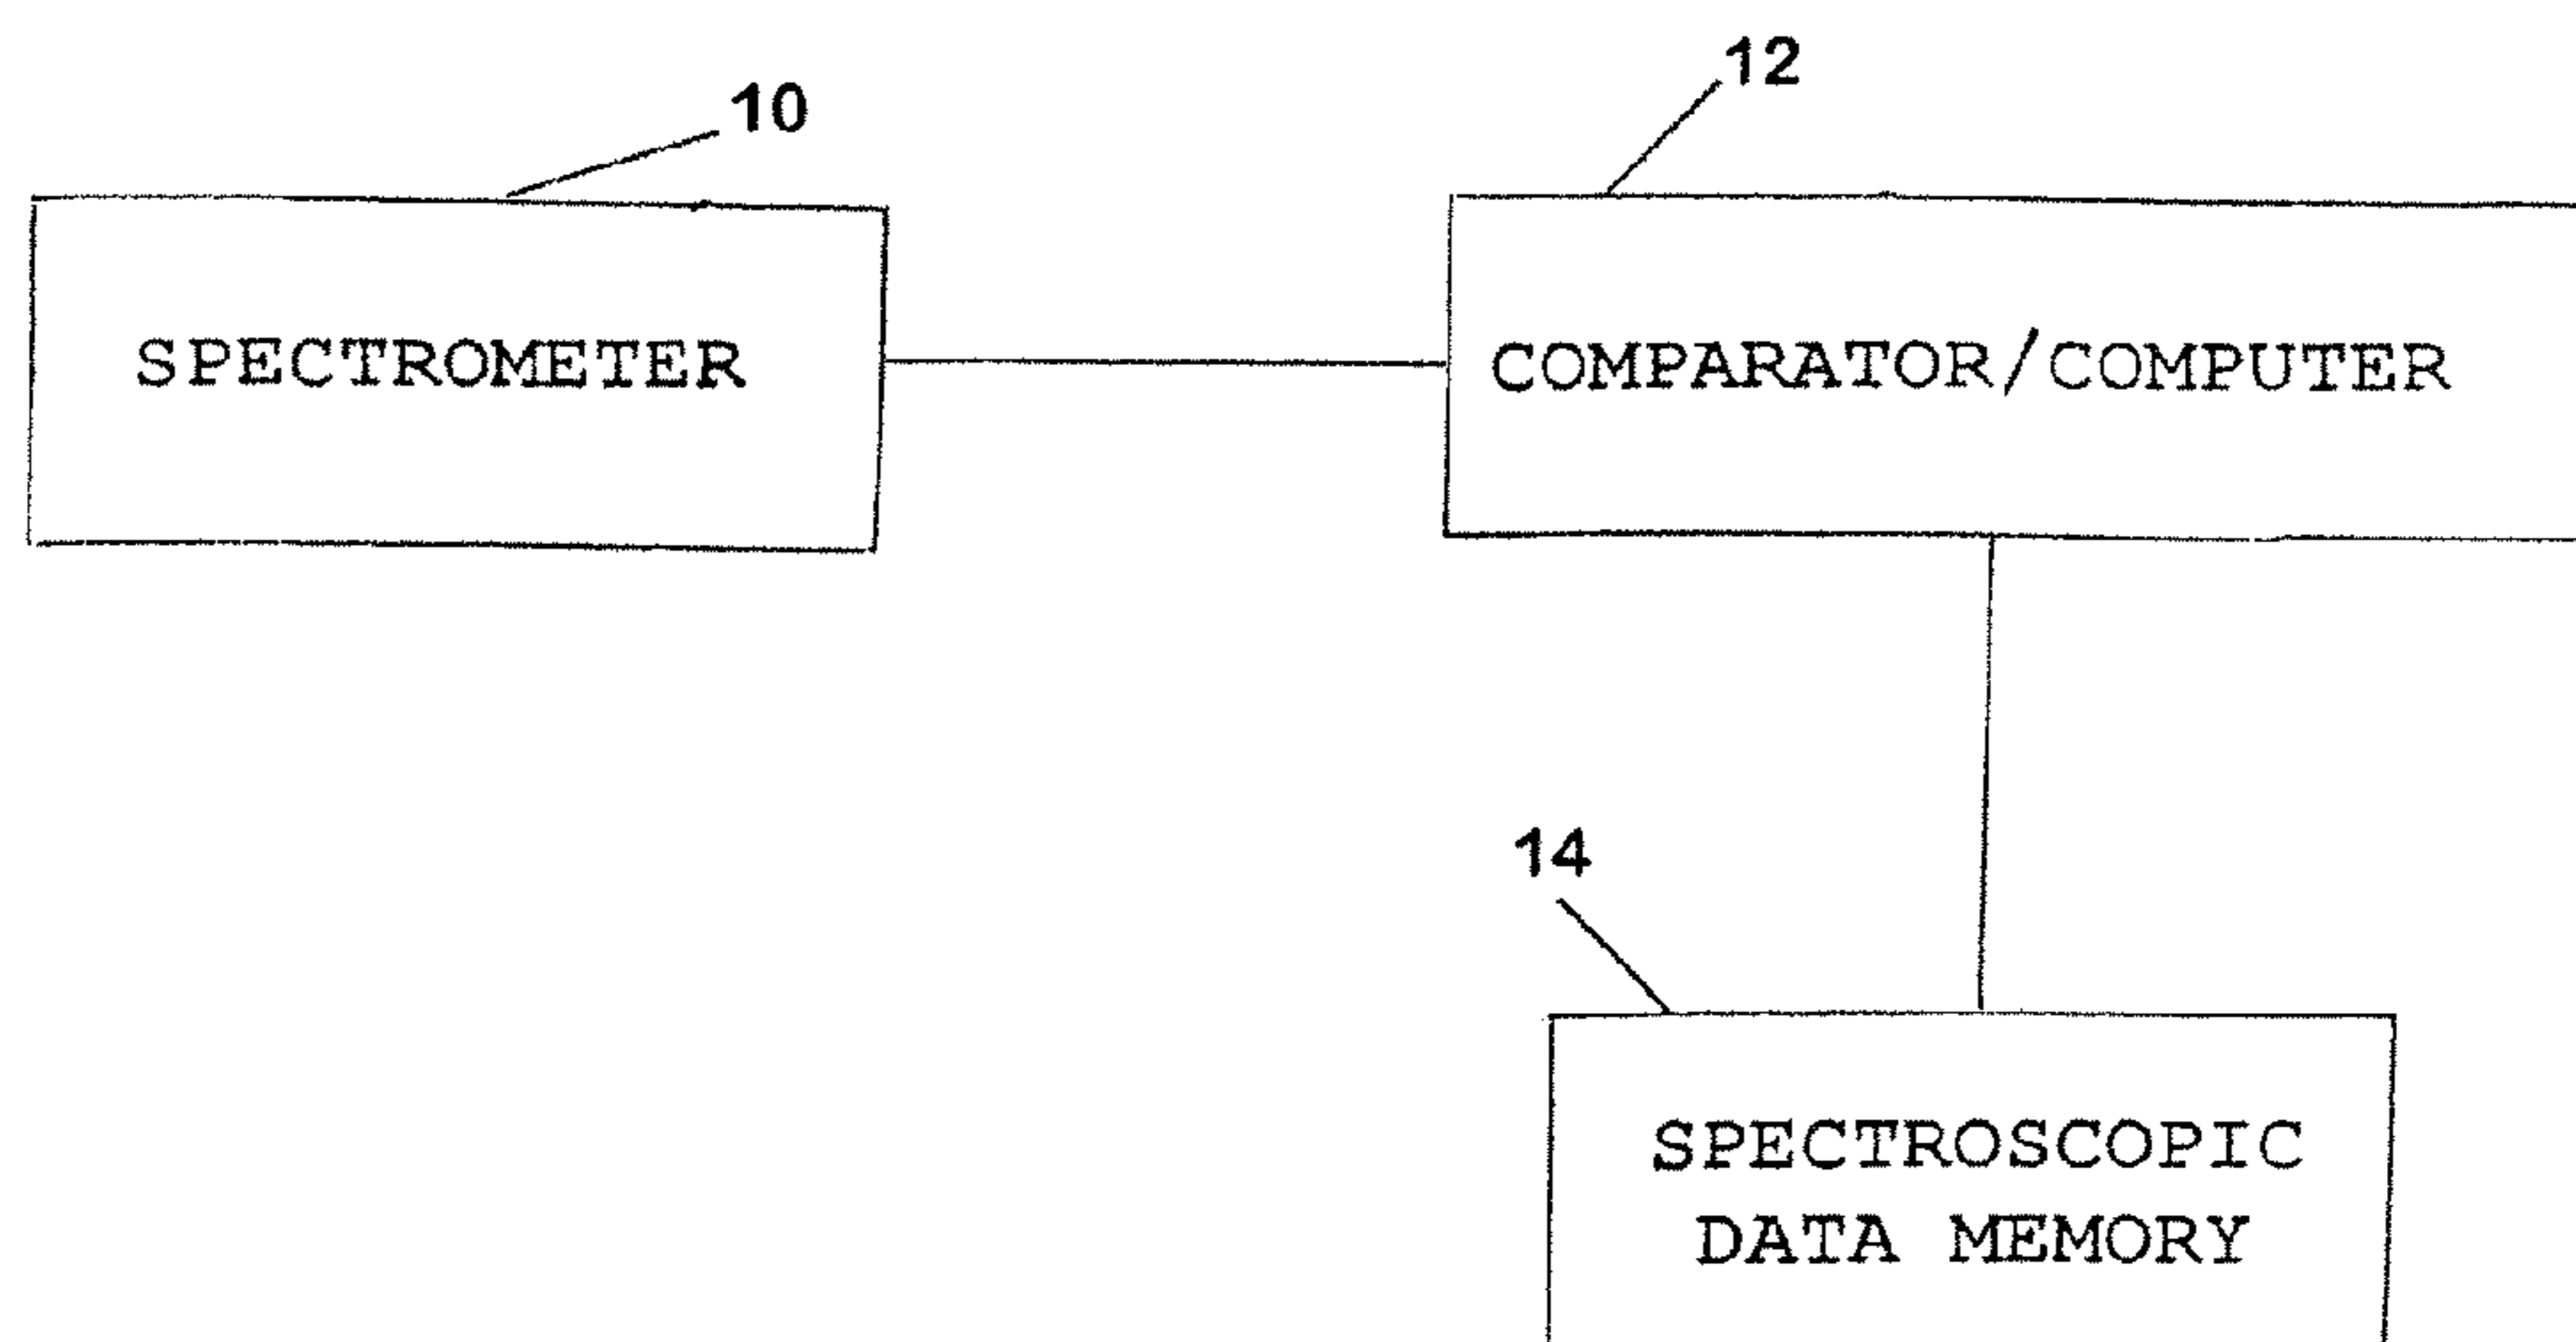 10
12
SPECTROMETER
COMPARATOR/COMPUTER
14
SPECTROSCOPIC
DATA MEMORY